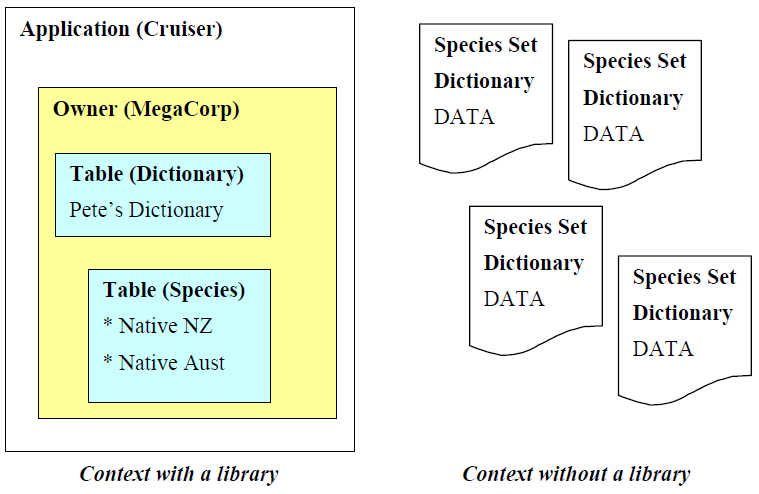 Application (Cruiser)
Owner (MegaCorp)
Table (Dictionary)
Pete’s Dictionary
Table (Species)
* Native NZ
* Native Aust
Context with a library
Species Set
Dictionary
DATA
Species Set
Dictionary
DATA
Species Set
Dictionary
DATA
Species Set
Dictionary
DATA
Context without a library